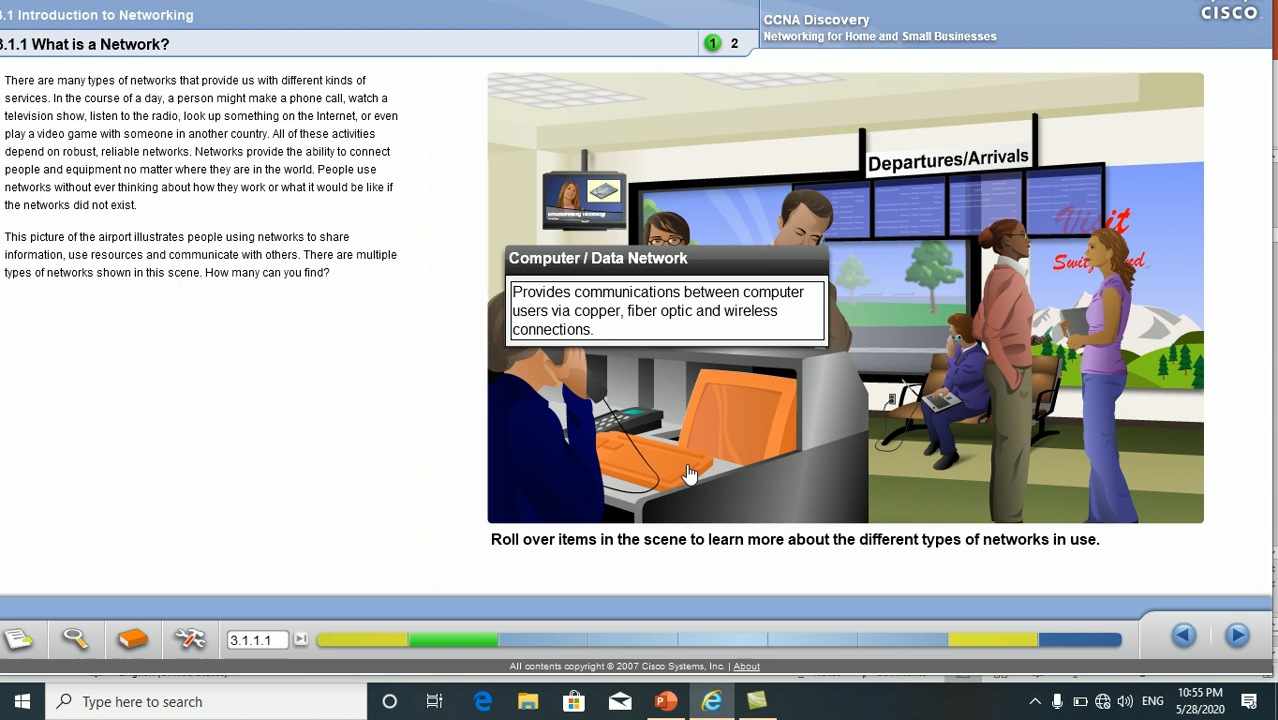 3.1 Introduction to Networking
CISCO
CCNA Discovery
Networking for Home and Small Businesses
3.1.1 What is a Network?
1 2
There are many types of networks that provide us with different kinds of
services. In the course of a day, a person might make a phone call, watch a
television show, listen to the radio, look up something on the Internet, or even
play a video game with someone in another country. All of these activities
depend on robust, reliable networks. Networks provide the ability to connect
people and equipment no matter where they are in the world. People use
networks without ever thinking about how they work or what it would be like if
the networks did not exist.
This picture of the airport illustrates people using networks to share
information, use resources and communicate with others. There are multiple
types of networks shown in this scene. How many can you find?
Departures/Arrivals
Visit
Switzerland
Computer / Data Network
Provides communications between computer
users via copper, fiber optic and wireless
connections.
Roll over items in the scene to learn more about the different types of networks in use.
3.1.1.1
All contents copyright © 2007 Cisco Systems, Inc. | About
Type here to search
ENG
10:55 PM
5/28/2020